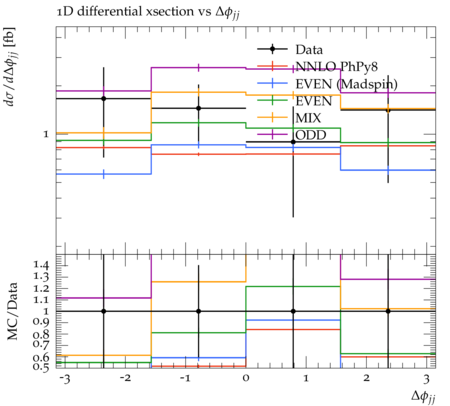 1D differential xsection vs Δϕjj
dσ/dΔϕjj [fb]
Data
NNLO PhPy8
EVEN (Madspin)
EVEN
MIX
ODD
1
MC/Data
1.4
1.3
1.2
1.1
1
0.9
0.8
0.7
0.6
0.5
-3 -2 -1 0 1 2 3
Δϕjj